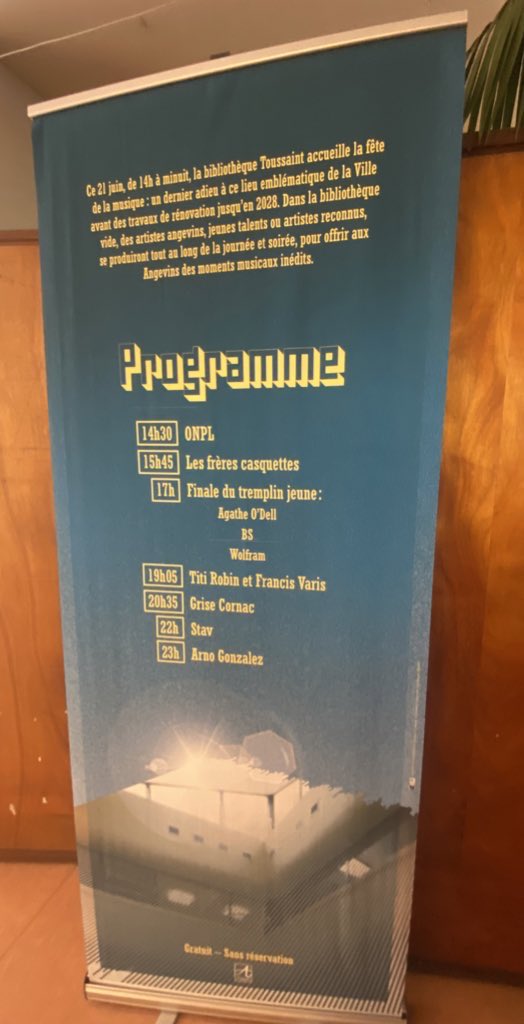 Ce 21 juin, de 14h à minuit, la bibliothèque Toussaint accueille la fête
de la musique : un dernier adieu à ce lieu emblématique de la Ville
avant des travaux de rénovation jusqu'en 2028. Dans la bibliothèque
vide, des artistes angevins, jeunes talents ou artistes reconnus,
se produiront tout au long de la journée et soirée, pour offrir aux
Angevins des moments musicaux inédits.
Programme
14h30 ONPL
15h45 Les frères casquettes
17h Finale du tremplin jeune :
Agathe O'Dell
BS
Wolfram
19h05 Titi Robin et Francis Varis
20h35 Grise Cornac
22h Stav
23h Arno Gonzalez
Gratuit – Sans réservation